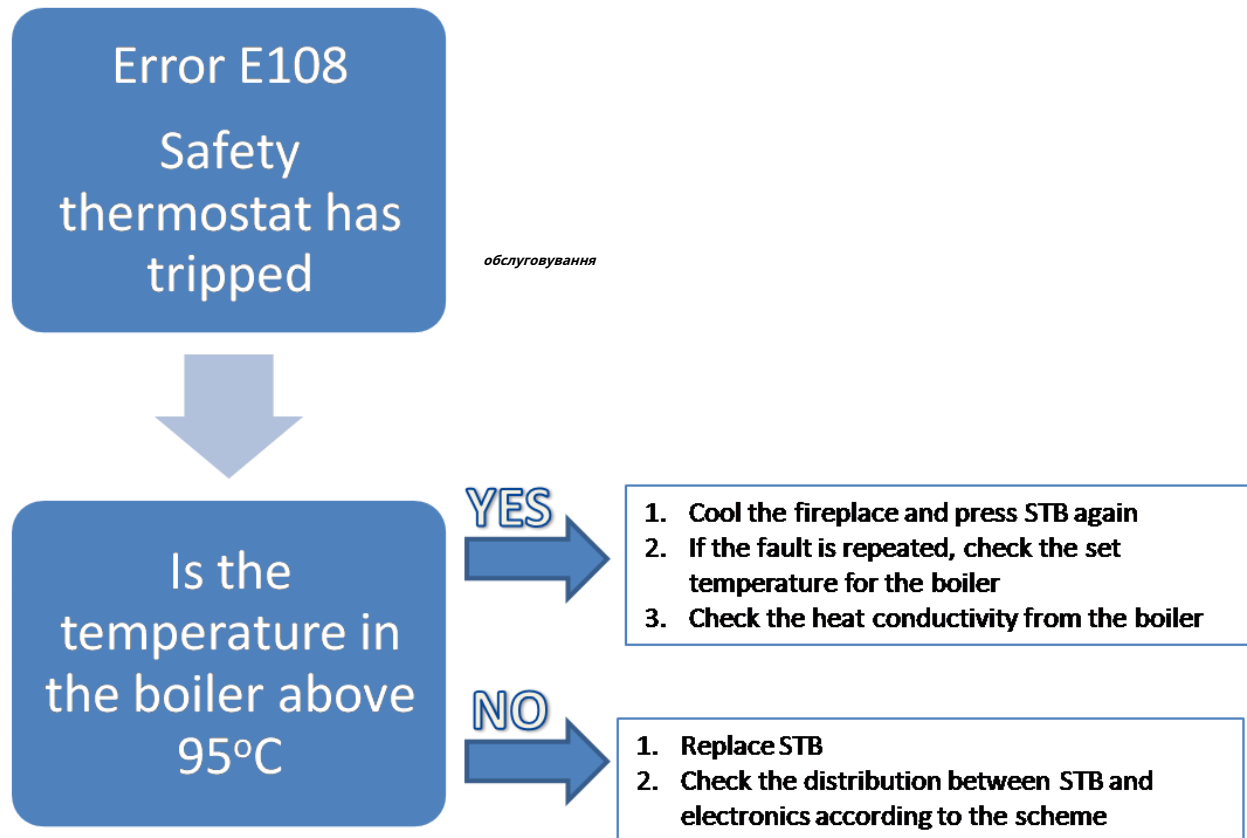 Error E108
Safety
thermostat has
tripped
обслуговування
Is the
temperature in
the boiler above
95°C
YES
1. Cool the fireplace and press STB again
2. If the fault is repeated, check the set
temperature for the boiler
3. Check the heat conductivity from the boiler
NO
1. Replace STB
2. Check the distribution between STB and
electronics according to the scheme